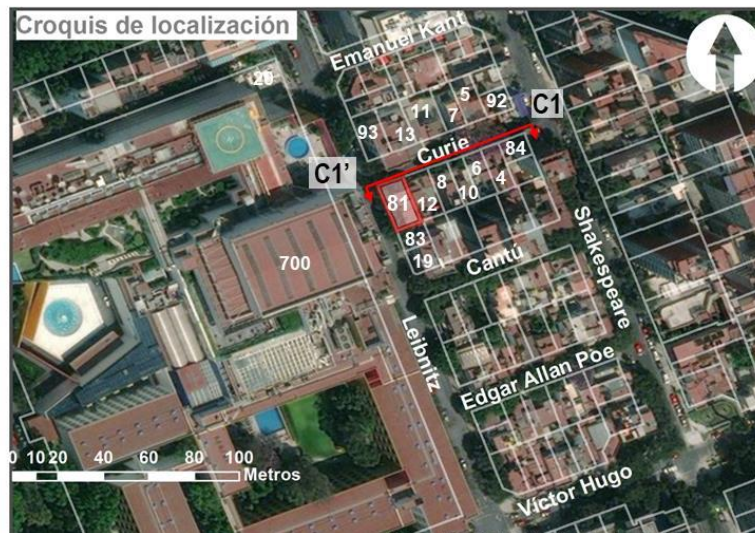 Croquis de localización
Emanuel Kant
20
5
92
C1
11
7
93
13
Curie
84
C1'
6
8
4
10
81
12
83
19
Cantú
700
Shakespeare
Leibnitz
Edgar Allan Poe
0 10 20 40 60 80 100
Metros
Víctor Hugo